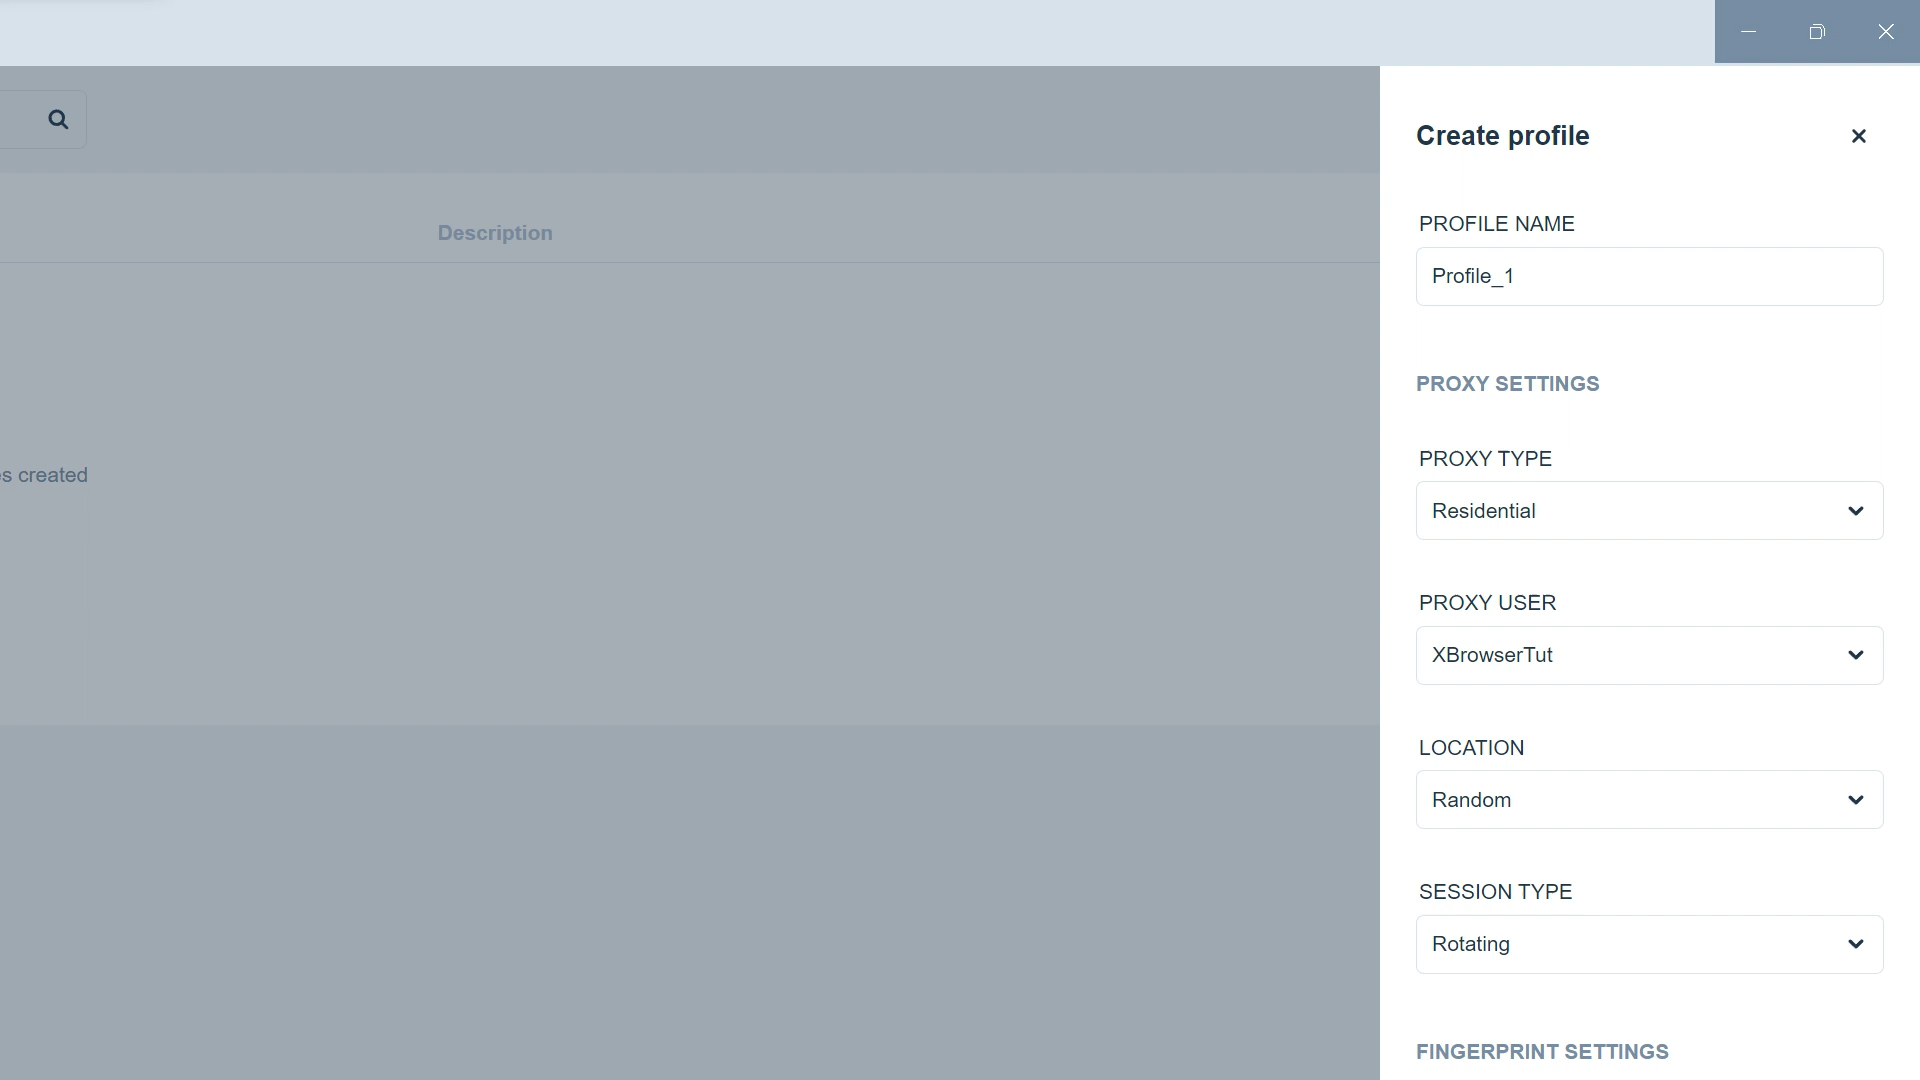 Create profile
PROFILE NAME
Profile_1
Description
PROXY SETTINGS
PROXY TYPE
s created
Residential
PROXY USER
XBrowserTut
LOCATION
Random
SESSION TYPE
Rotating
FINGERPRINT SETTINGS